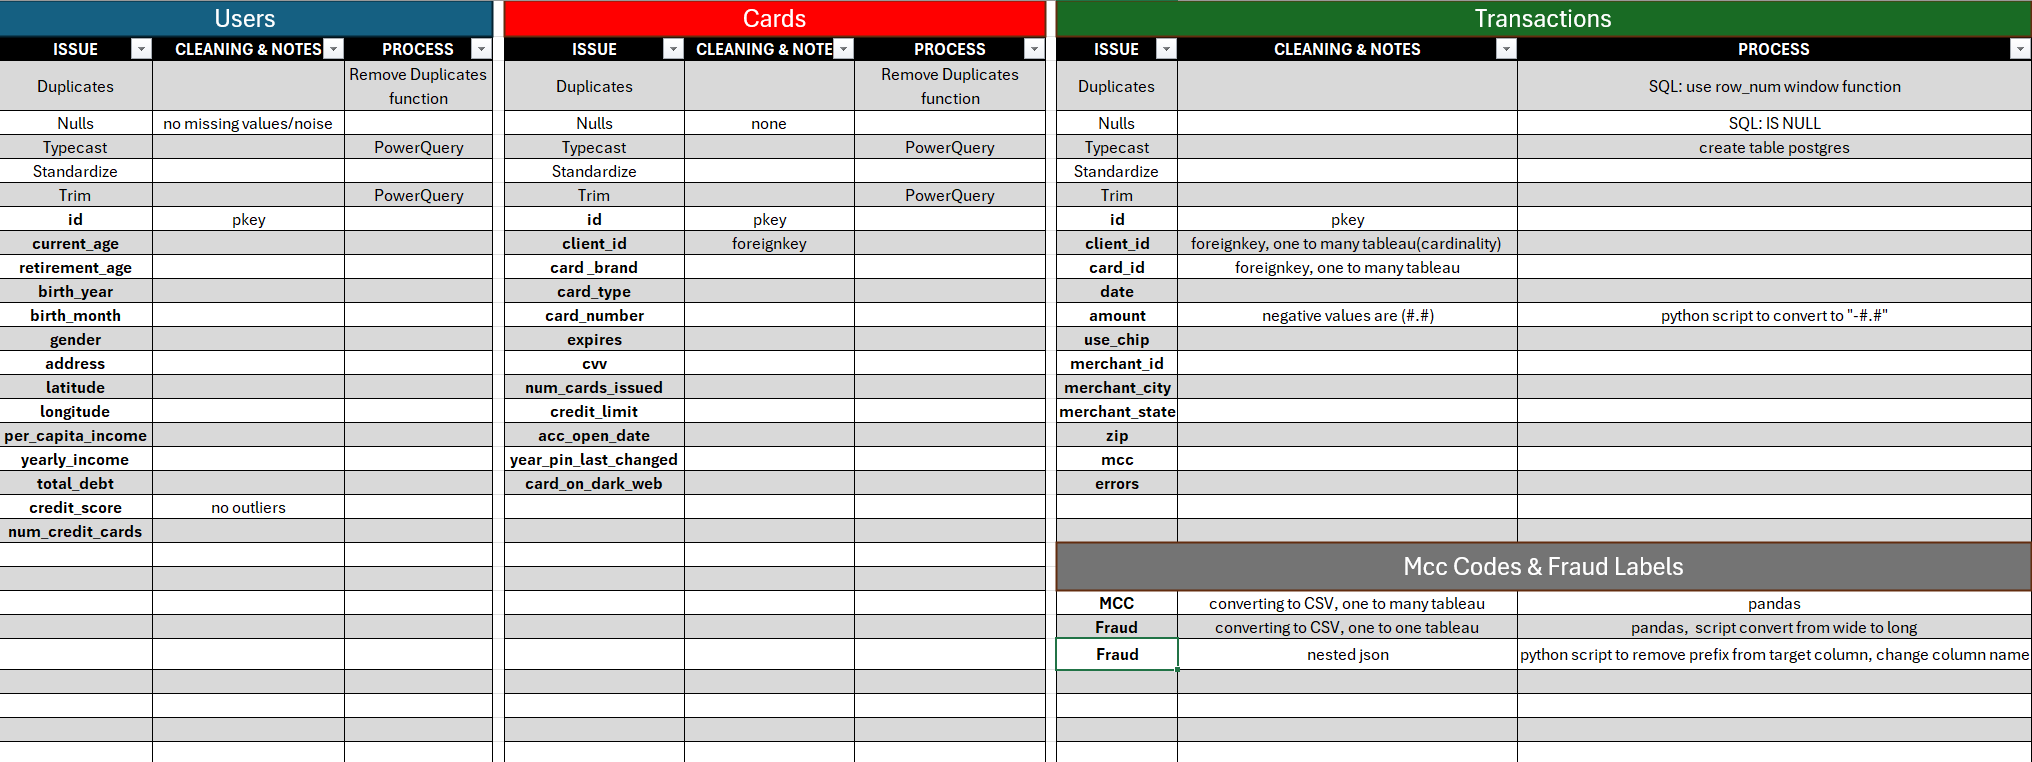 Users
ISSUE CLEANING & NOTES PROCESS
Duplicates Remove Duplicates function
Nulls no missing values/noise
Typecast PowerQuery
Standardize
Trim PowerQuery
id pkey
current_age
retirement_age
birth_year
birth_month
gender
address
latitude
longitude
per_capita_income
yearly_income
total_debt
credit_score no outliers
num_credit_cards
Cards
ISSUE CLEANING & NOTE PROCESS
Duplicates Remove Duplicates function
Nulls none
Typecast PowerQuery
Standardize
Trim PowerQuery
id pkey
client_id foreignkey
card _brand
card_type
card_number
expires
cvv
num_cards_issued
credit_limit
acc_open_date
year_pin_last_changed
card_on_dark_web
Transactions
ISSUE CLEANING & NOTES PROCESS
Duplicates SQL: use row_num window function
Nulls SQL: IS NULL
Typecast create table postgres
Standardize
Trim
id pkey
client_id foreignkey, one to many tableau(cardinality)
card_id foreignkey, one to many tableau
date
amount negative values are (#.#) python script to convert to "-#.#"
use_chip
merchant_id
merchant_city
merchant_state
zip
mcc
errors
Mcc Codes & Fraud Labels
MCC converting to CSV, one to many tableau pandas
Fraud converting to CSV, one to one tableau pandas, script convert from wide to long
Fraud nested json python script to remove prefix from target column, change column name